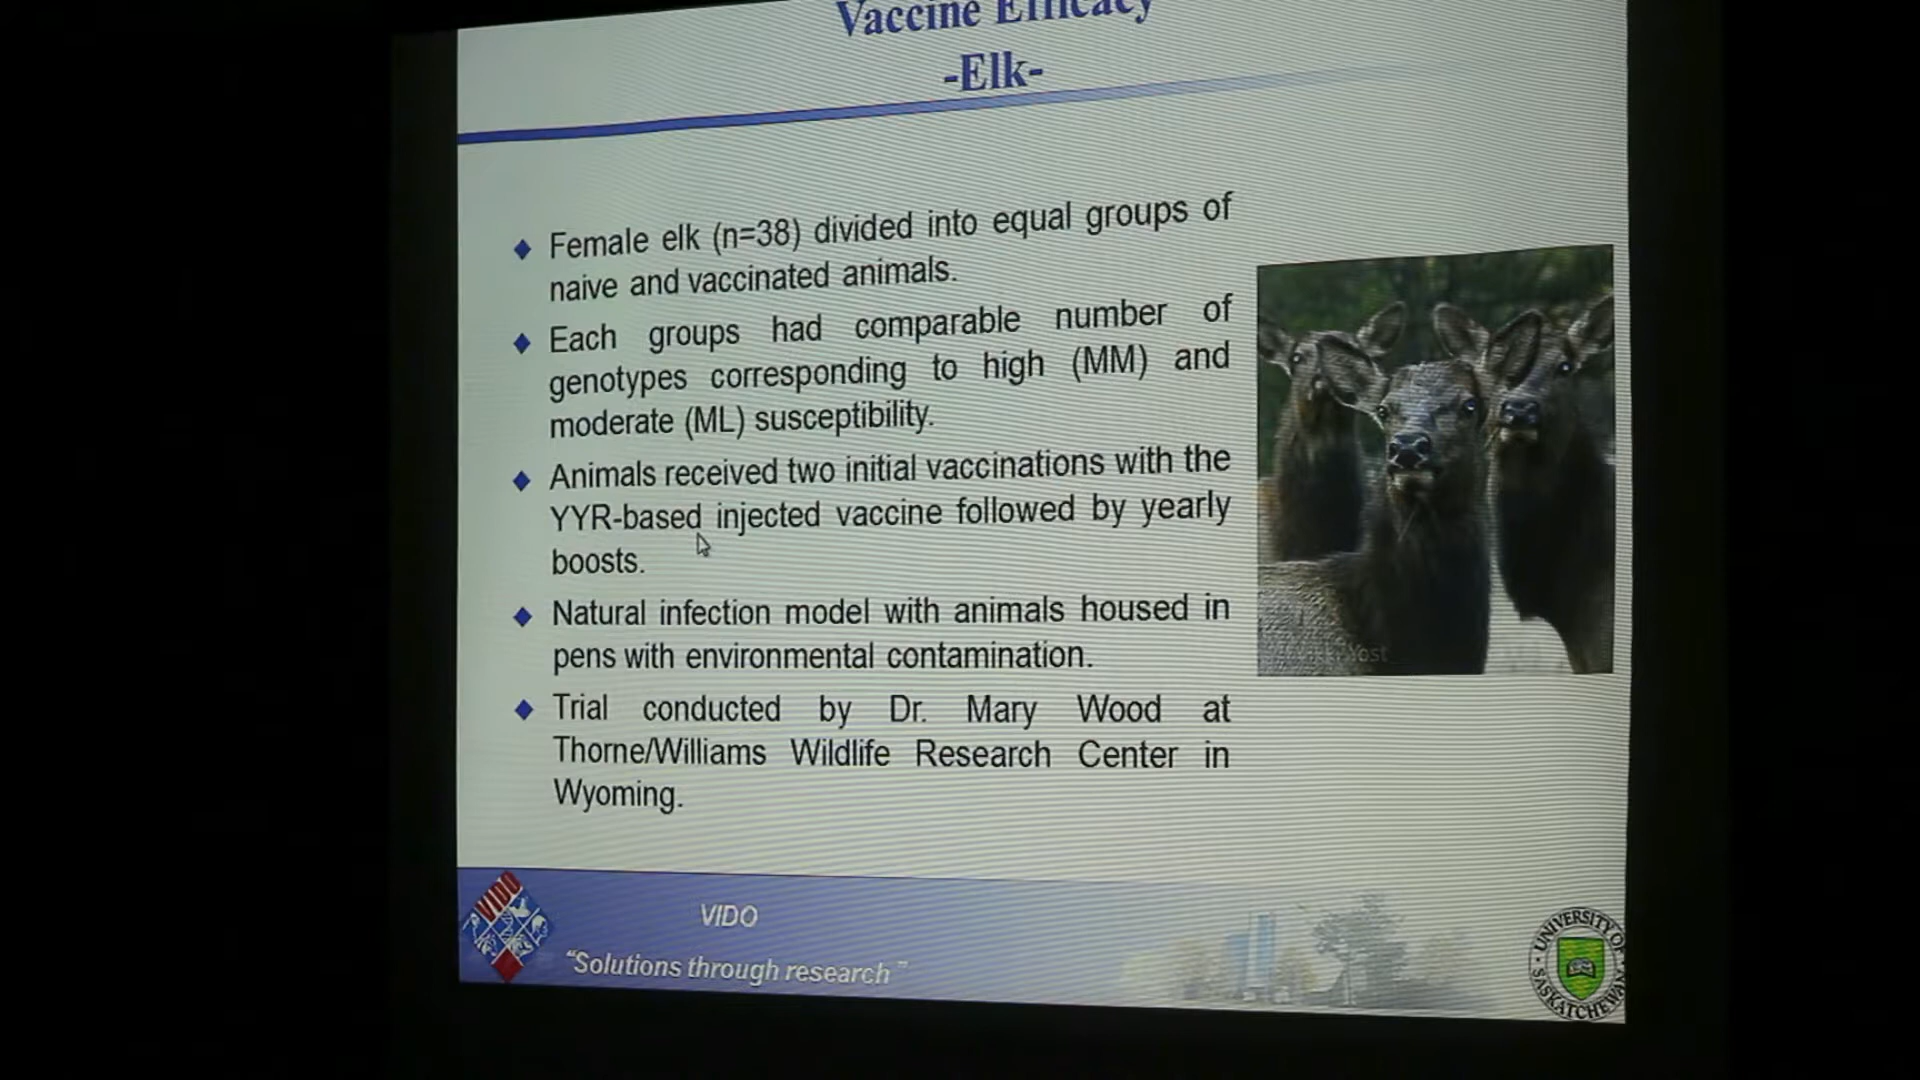 Vaccine Efficacy
-Elk-
Female elk (n=38) divided into equal groups of
naive and vaccinated animals.
Each groups had comparable number of
genotypes corresponding to high (MM) and
moderate (ML) susceptibility.
Animals received two initial vaccinations with the
YYR-based injected vaccine followed by yearly
boosts.
Natural infection model with animals housed in
pens with environmental contamination.
Trial conducted by Dr. Mary Wood at
Thorne/Williams Wildlife Research Center in
Wyoming.
Yost
VIDO
VIDO
“Solutions through research”
UNIVERSITY OF
SASKATCHEWAN